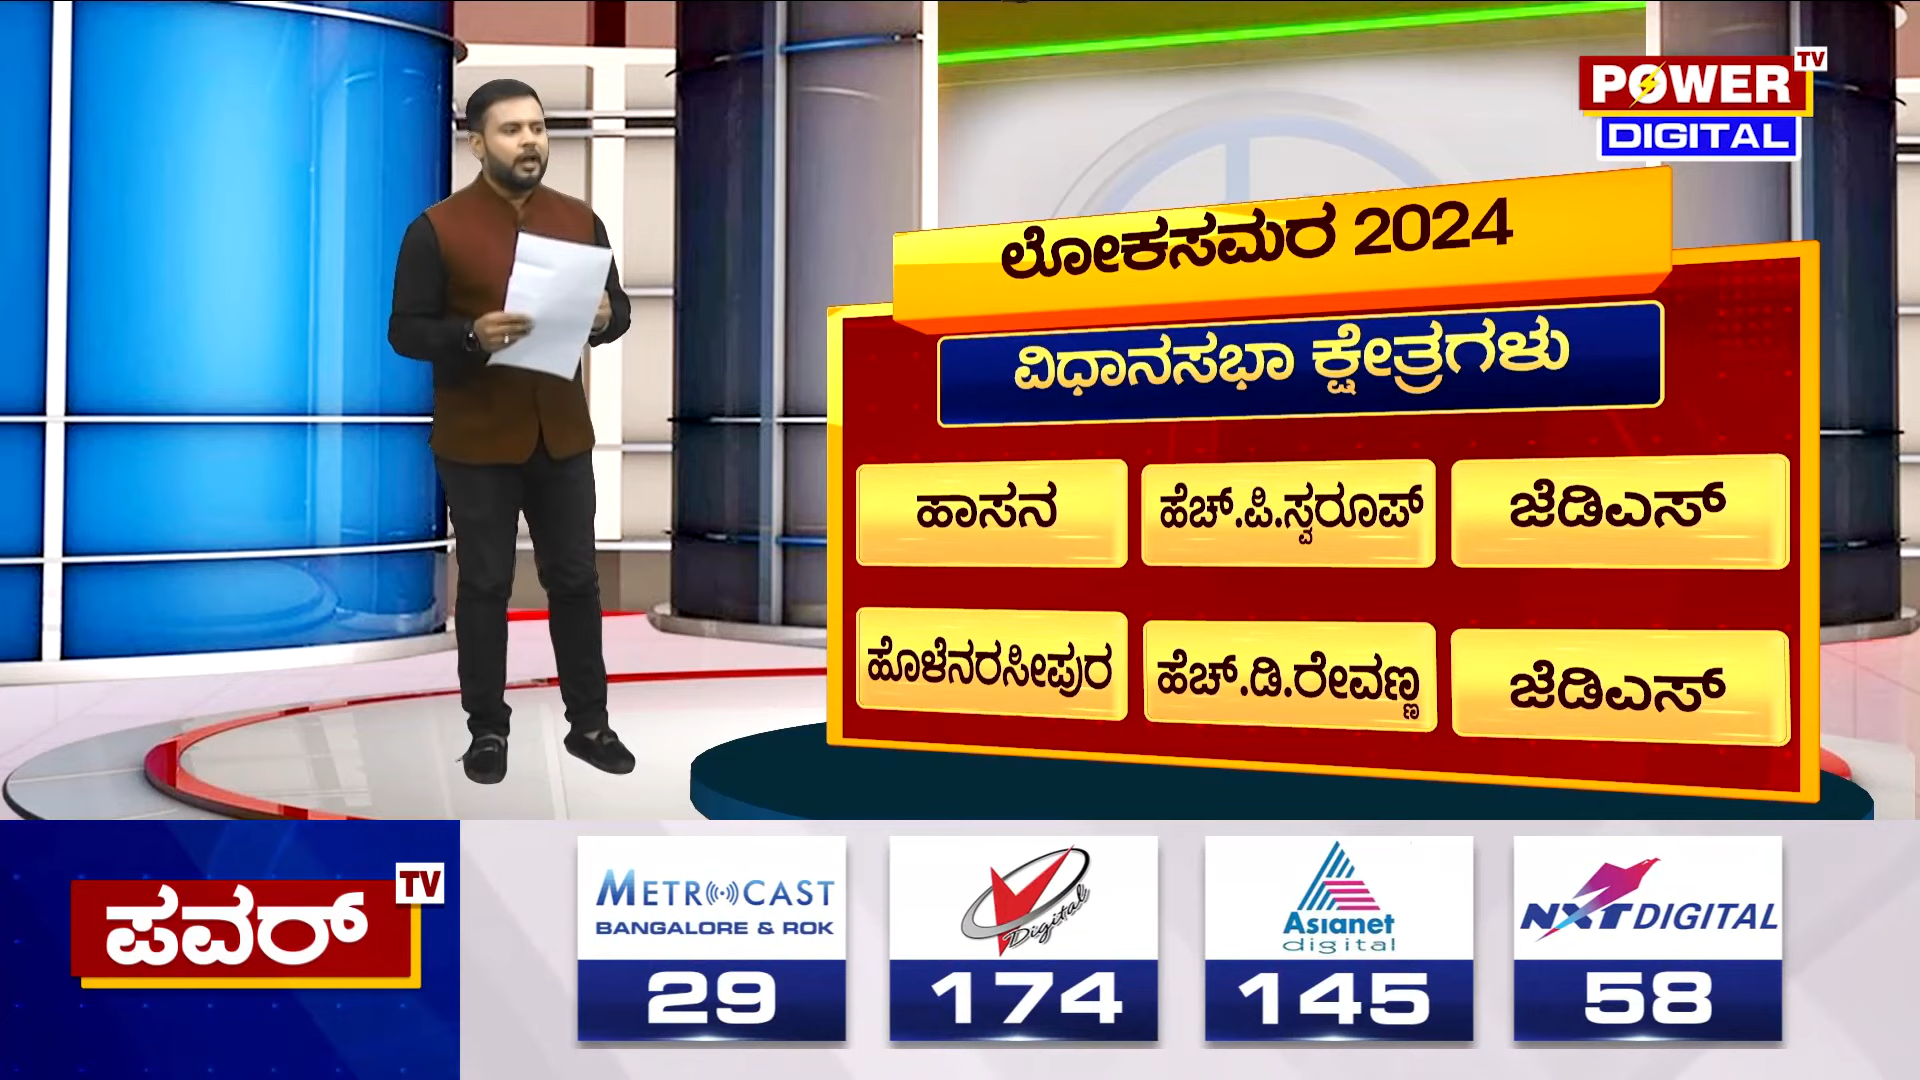 POWER TV
DIGITAL
ಲೋಕಸಮರ 2024
ವಿಧಾನಸಭಾ ಕ್ಷೇತ್ರಗಳು
ಹಾಸನ ಹೆಚ್.ಪಿ.ಸ್ವರೂಪ್ ಜೆಡಿಎಸ್
ಹೊಳೆನರಸೀಪುರ ಹೆಚ್.ಡಿ.ರೇವಣ್ಣ ಜೆಡಿಎಸ್
ಪವರ್ TV
METROCAST
BANGALORE & ROK
29
V Digital
174
Asianet
digital
145
NXTDIGITAL
58